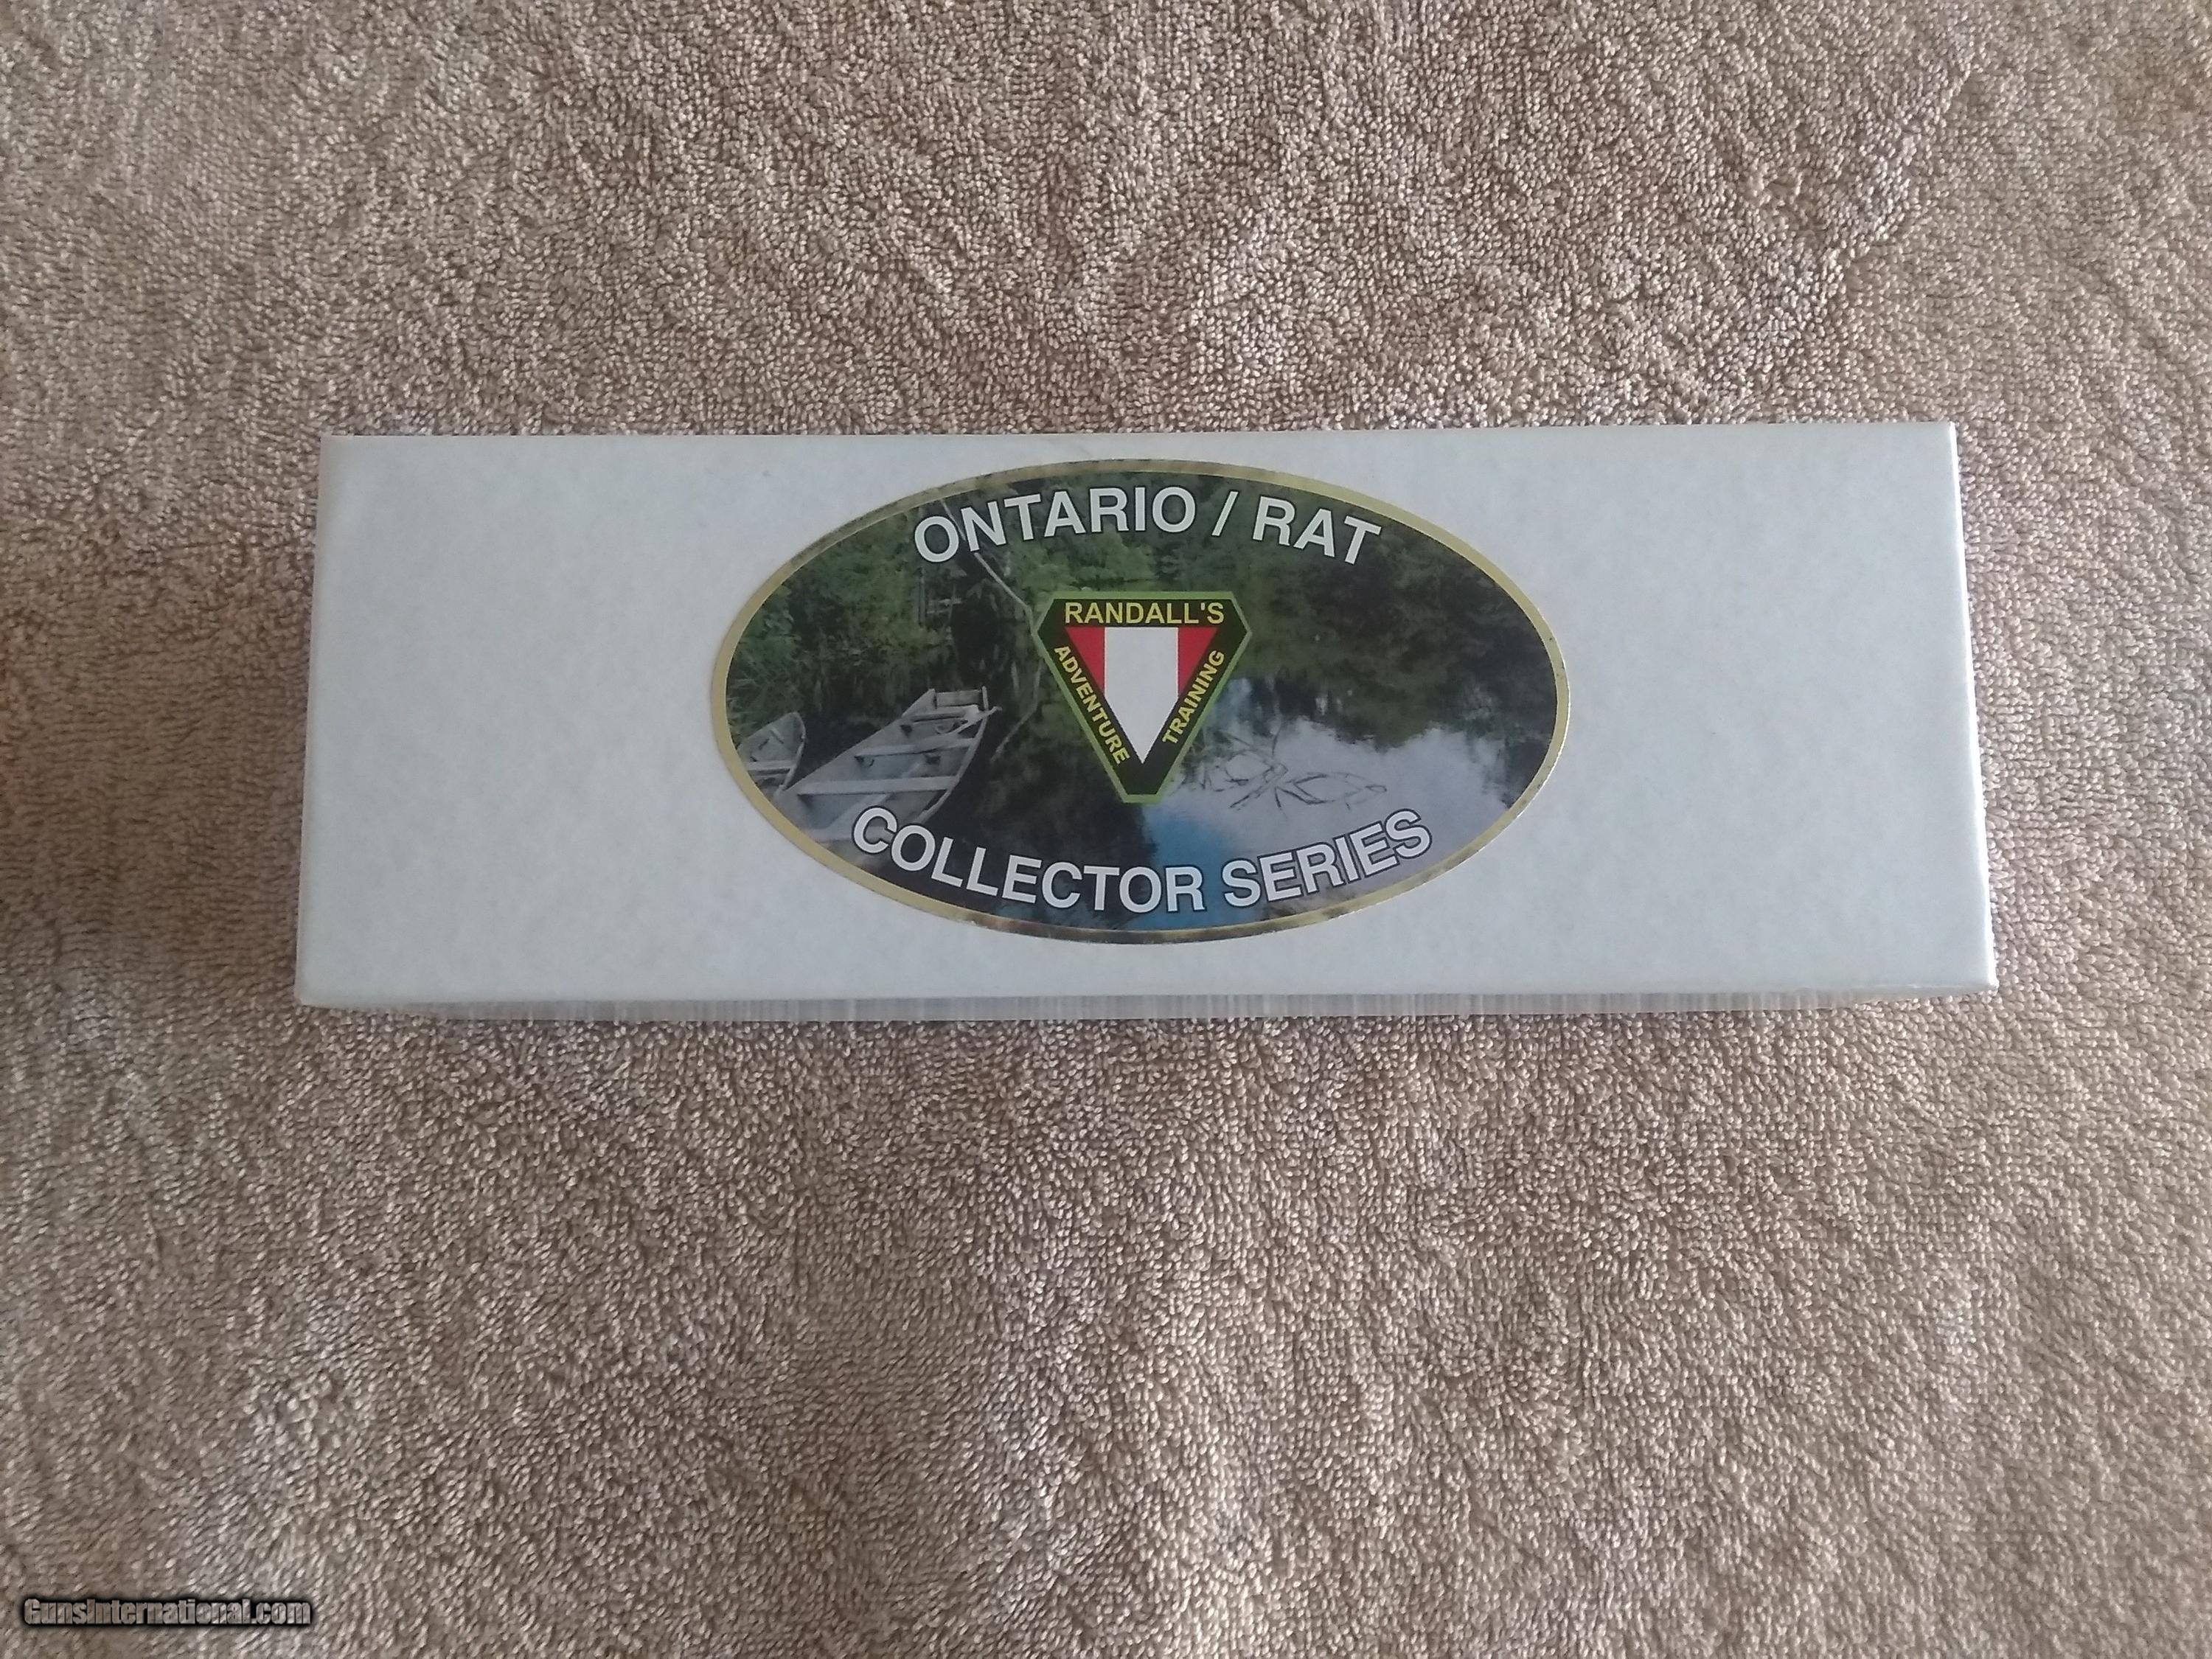 ONTARIO / RAT
RANDALL'S
ADVENTURE
TRAINING
COLLECTOR SERIES
GunsInternational.com